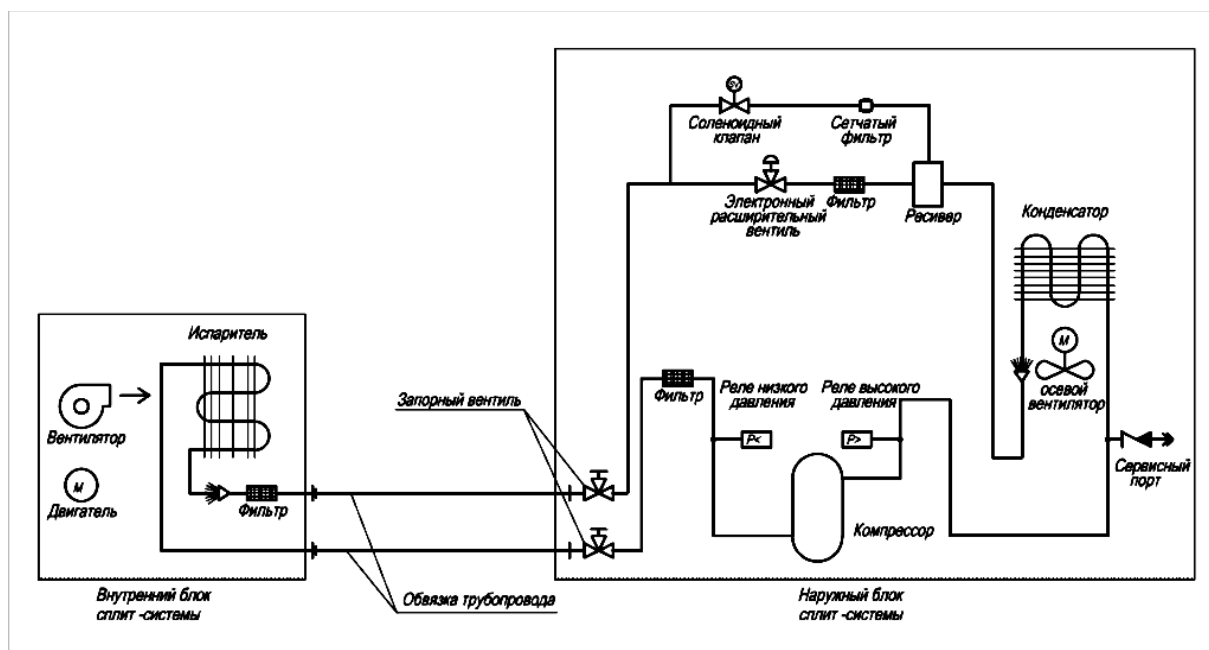 SV
Соленоидный
клапан
Сетчатый
фильтр
Электронный
расширительный
вентиль
Фильтр
Ресивер
Конденсатор
М
осевой
вентилятор
Сервисный
порт
Испаритель
Вентилятор
М
Двигатель
Фильтр
Запорный вентиль
Фильтр
Реле низкого
давления
Реле высокого
давления
P<
P>
Компрессор
Обвязка трубопровода
Внутренний блок
сплит -системы
Наружный блок
сплит -системы